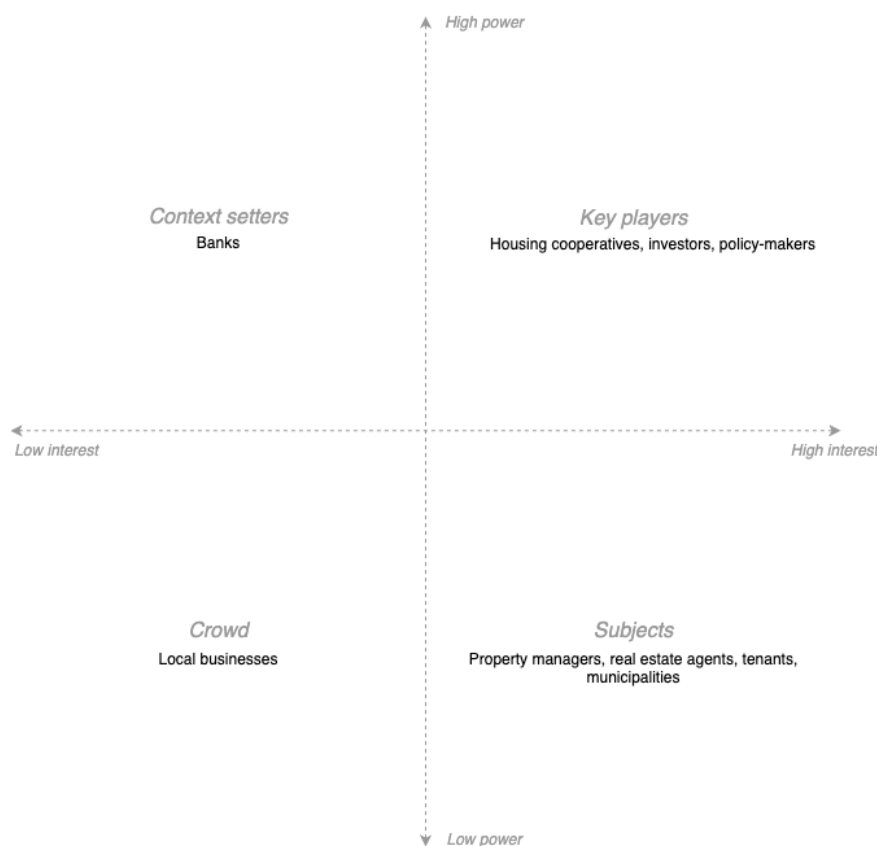 High power
Context setters
Banks
Key players
Housing cooperatives, investors, policy-makers
Low interest
High interest
Crowd
Local businesses
Subjects
Property managers, real estate agents, tenants,
municipalities
Low power